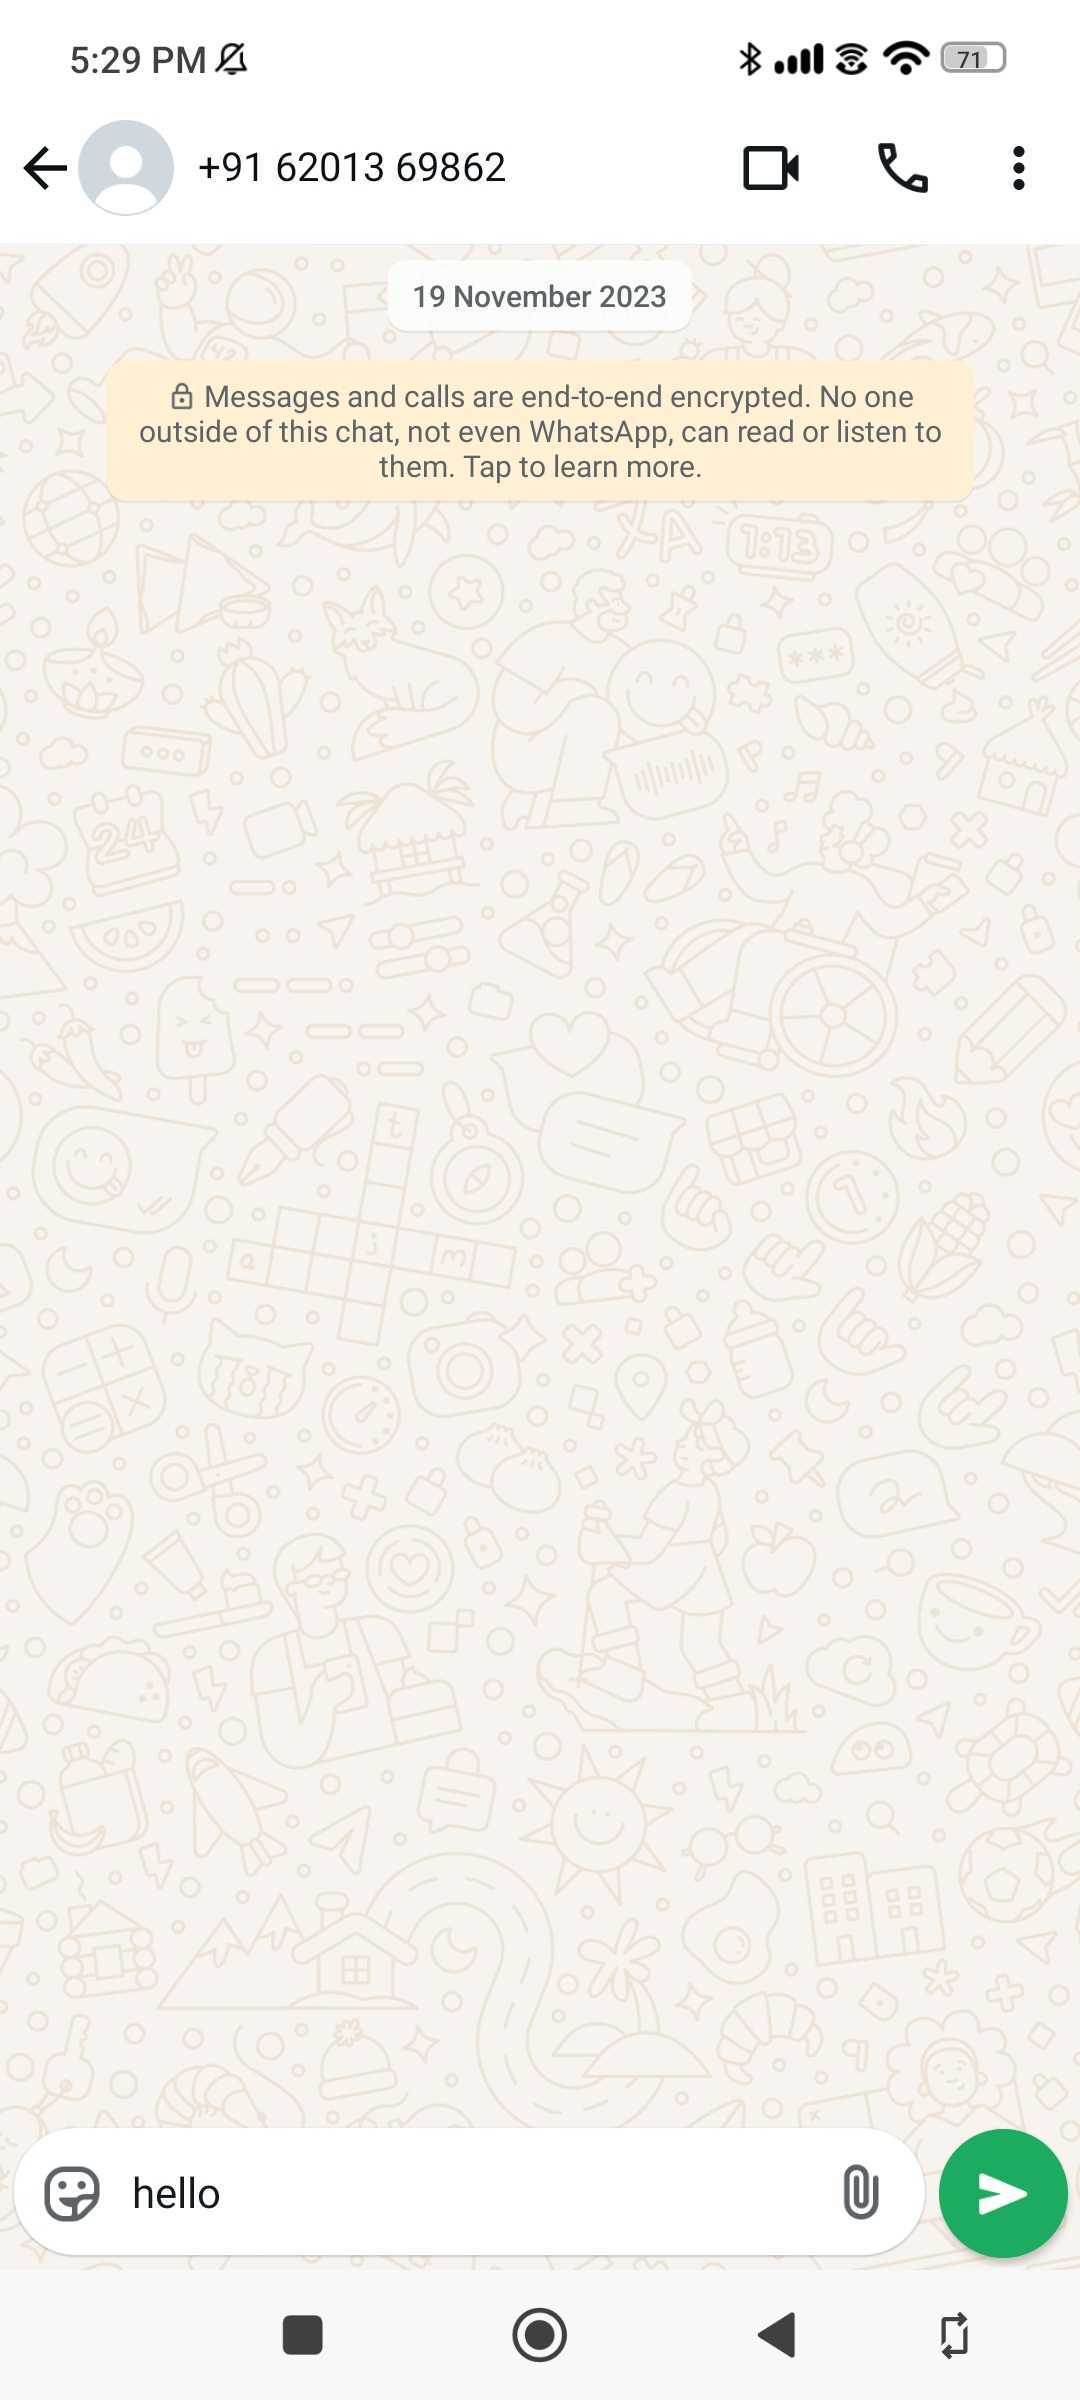 5:29 PM
71
+91 62013 69862
19 November 2023
Messages and calls are end-to-end encrypted. No one
outside of this chat, not even WhatsApp, can read or listen to
them. Tap to learn more.
hello